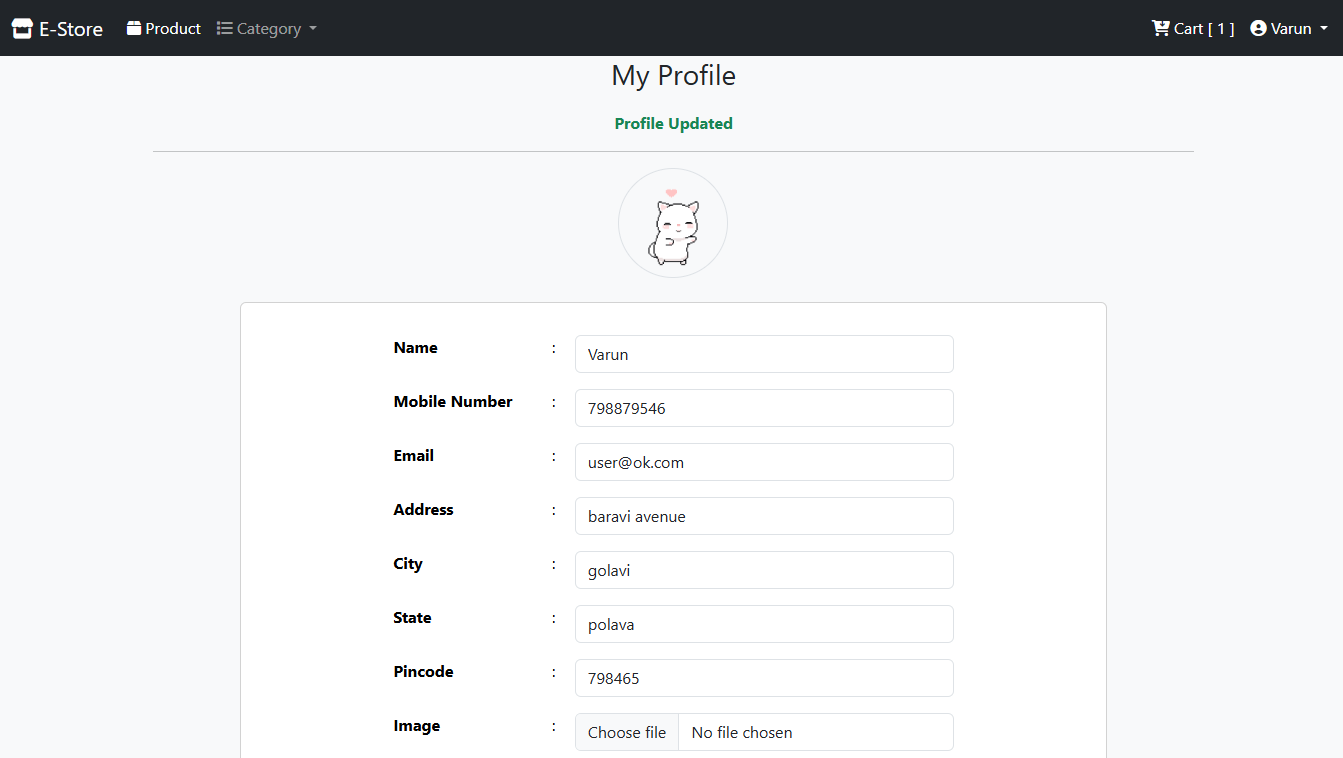 E-Store Product Category Cart [ 1 ] Varun
My Profile
Profile Updated
Name : Varun
Mobile Number : 798879546
Email : user@ok.com
Address : baravi avenue
City : golavi
State : polava
Pincode : 798465
Image : Choose file No file chosen